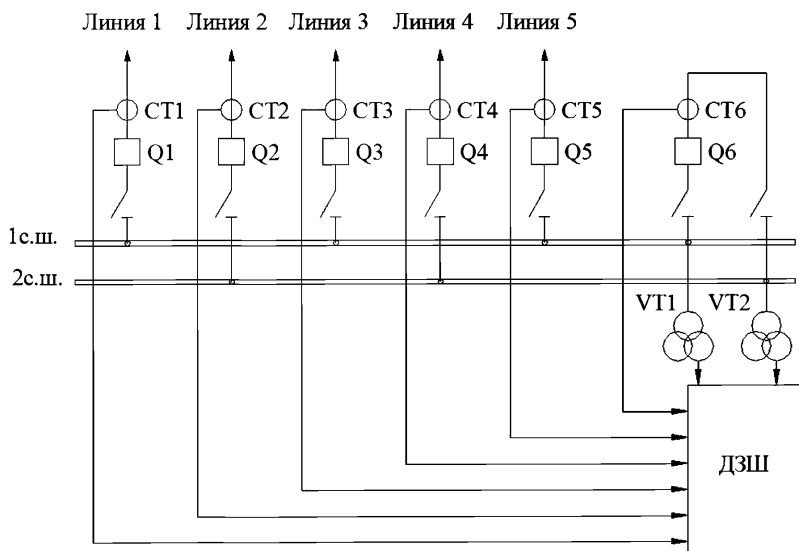 Линия 1 Линия 2 Линия 3 Линия 4 Линия 5
CT1 CT2 CT3 CT4 CT5 CT6
Q1 Q2 Q3 Q4 Q5 Q6
1с.ш.
2с.ш.
VT1 VT2
ДЗШ